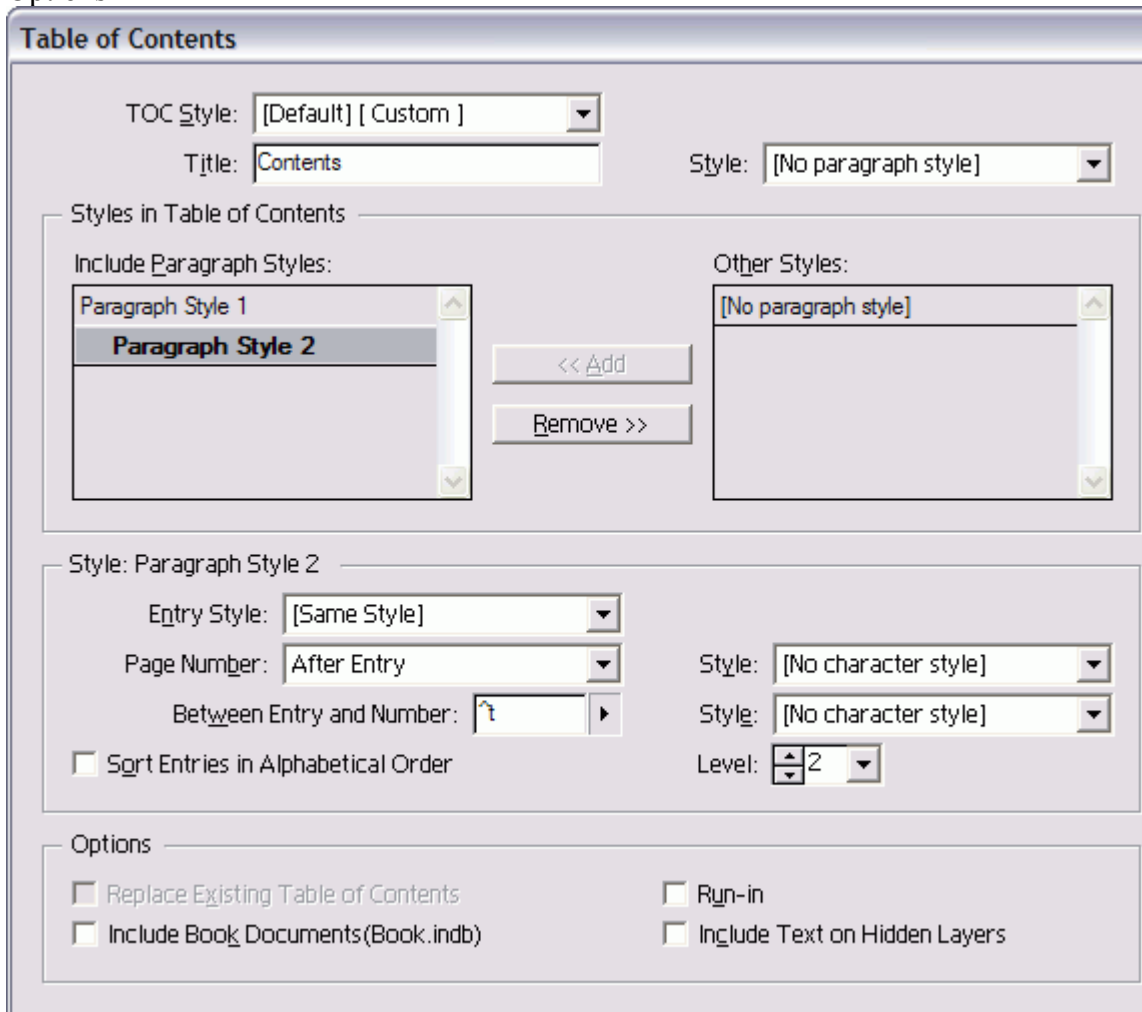 Table of Contents
TOC Style: [Default] [ Custom ]
Title: Contents Style: [No paragraph style]
Styles in Table of Contents
Include Paragraph Styles: Other Styles:
Paragraph Style 1 [No paragraph style]
Paragraph Style 2
<< Add
Remove >>
Style: Paragraph Style 2
Entry Style: [Same Style]
Page Number: After Entry Style: [No character style]
Between Entry and Number: ^t Style: [No character style]
Sort Entries in Alphabetical Order Level: 2
Options
Replace Existing Table of Contents Run-in
Include Book Documents(Book.indb) Include Text on Hidden Layers